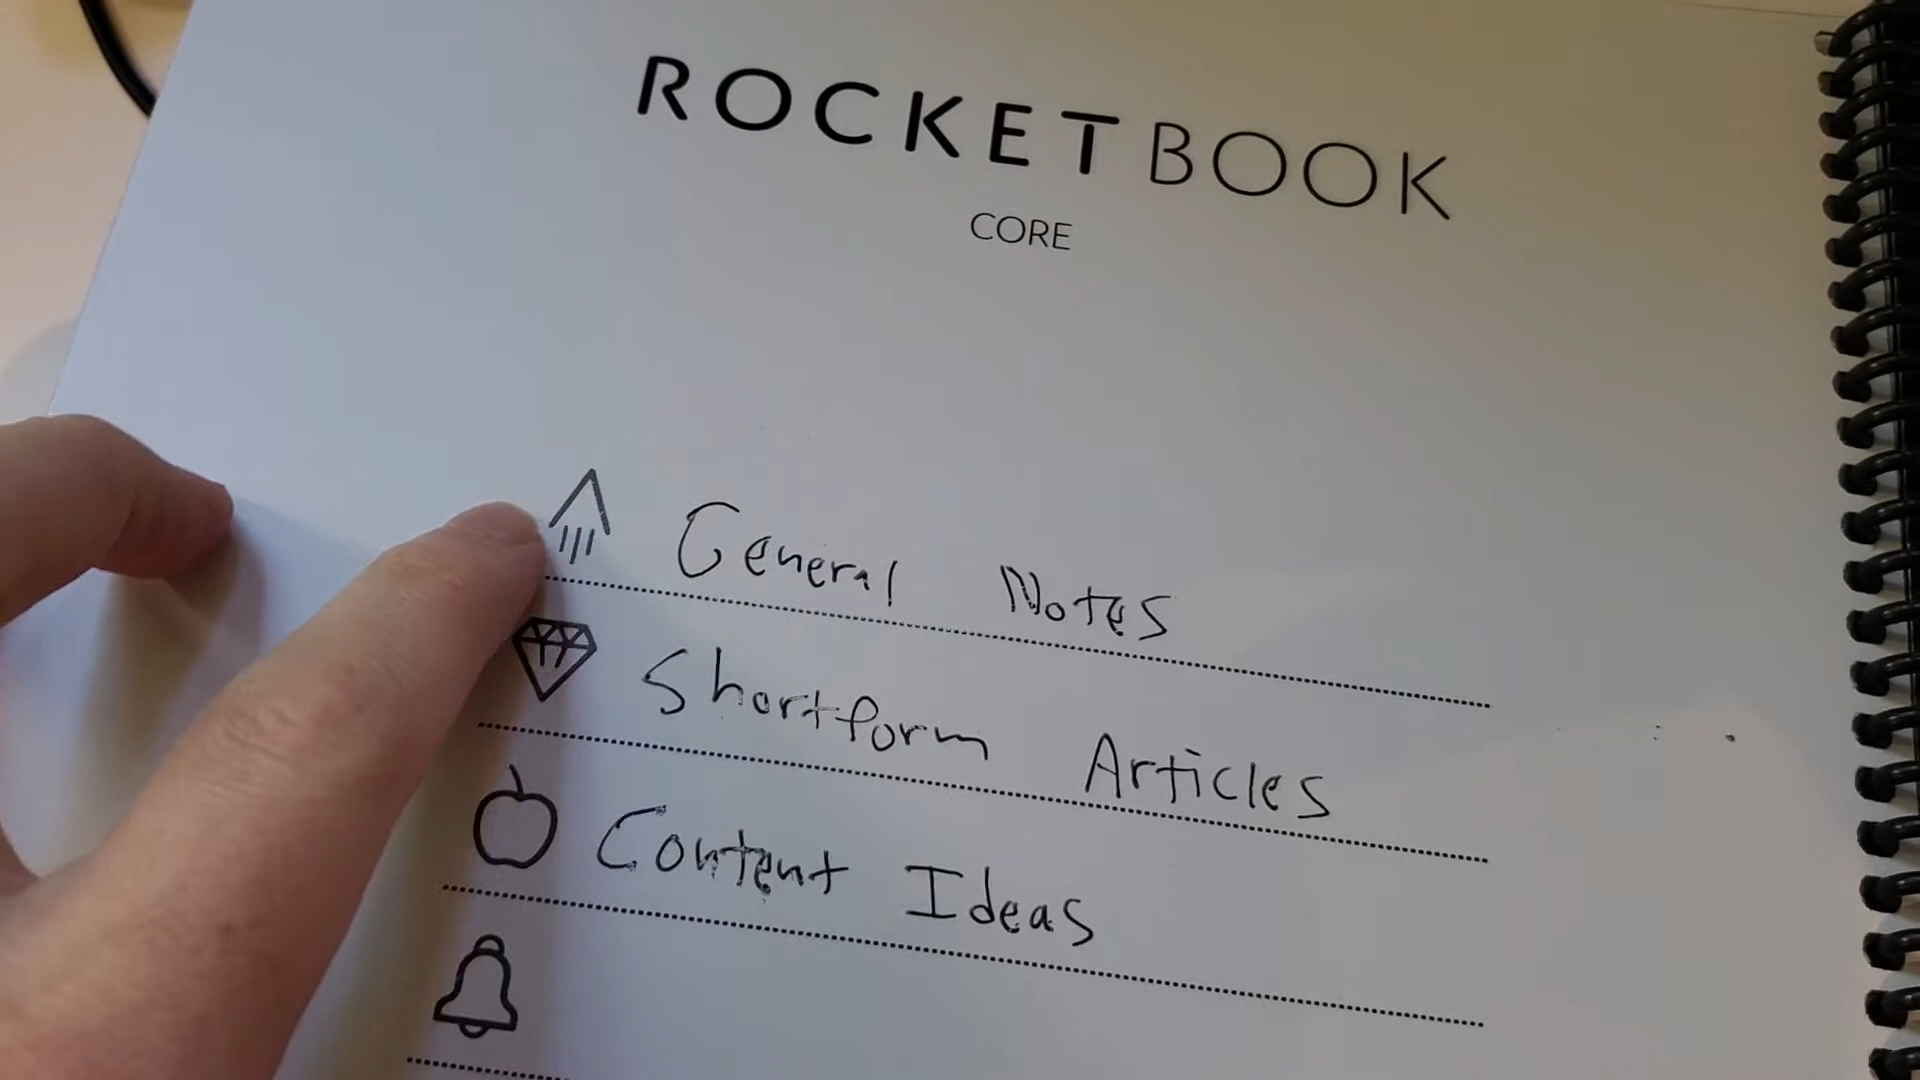 ROCKETBOOK
CORE
General Notes
Shortform Articles
Content Ideas